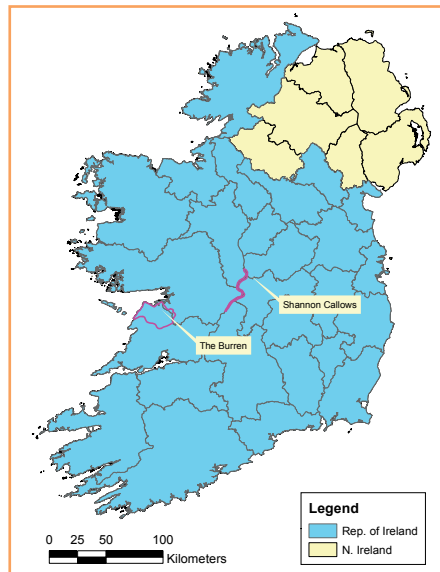 Shannon Callows
The Burren
Legend
Rep. of Ireland
N. Ireland
0 25 50 100
Kilometers